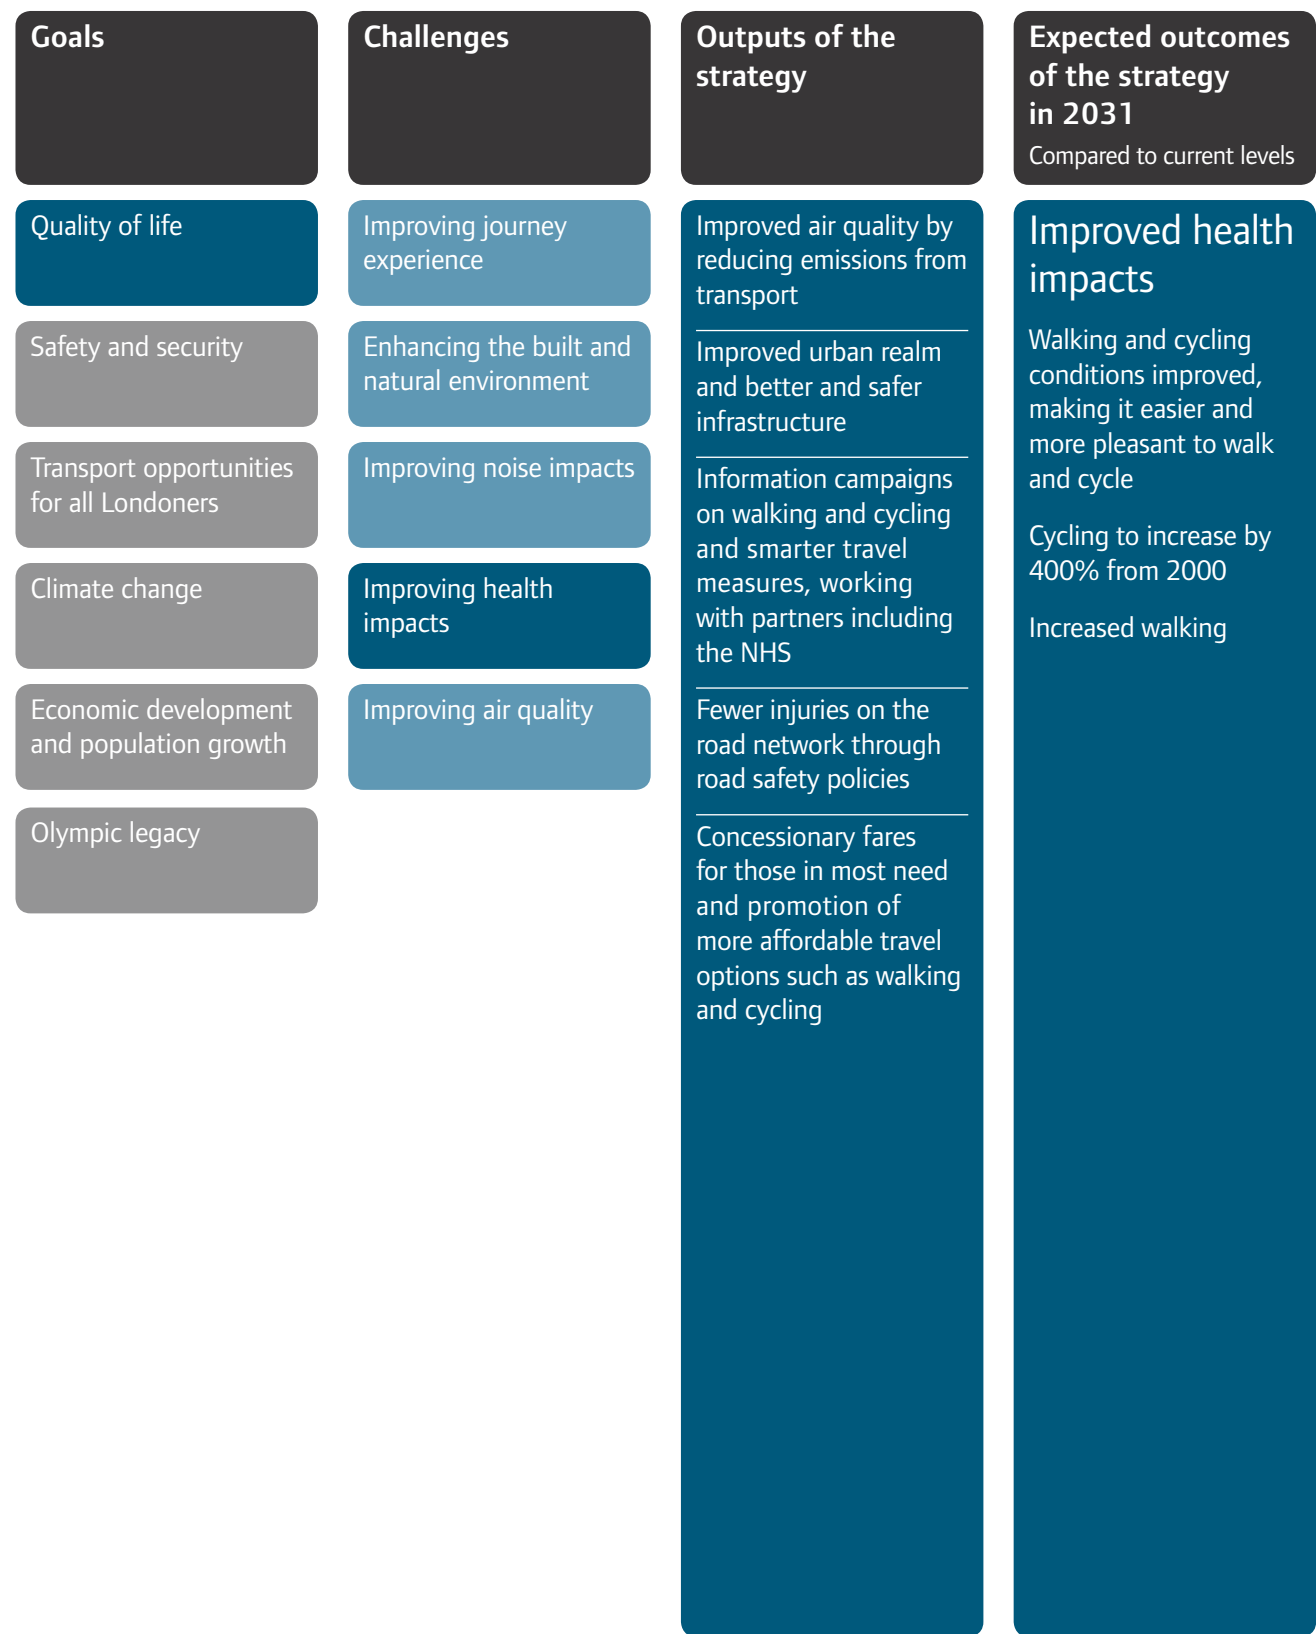 Goals
Challenges
Outputs of the
strategy
Expected outcomes
of the strategy
in 2031
Compared to current levels
Quality of life
Safety and security
Transport opportunities
for all Londoners
Climate change
Economic development
and population growth
Olympic legacy
Improving journey
experience
Enhancing the built and
natural environment
Improving noise impacts
Improving health
impacts
Improving air quality
Improved air quality by
reducing emissions from
transport
Improved urban realm
and better and safer
infrastructure
Information campaigns
on walking and cycling
and smarter travel
measures, working
with partners including
the NHS
Fewer injuries on the
road network through
road safety policies
Concessionary fares
for those in most need
and promotion of
more affordable travel
options such as walking
and cycling
Improved health
impacts
Walking and cycling
conditions improved,
making it easier and
more pleasant to walk
and cycle
Cycling to increase by
400% from 2000
Increased walking